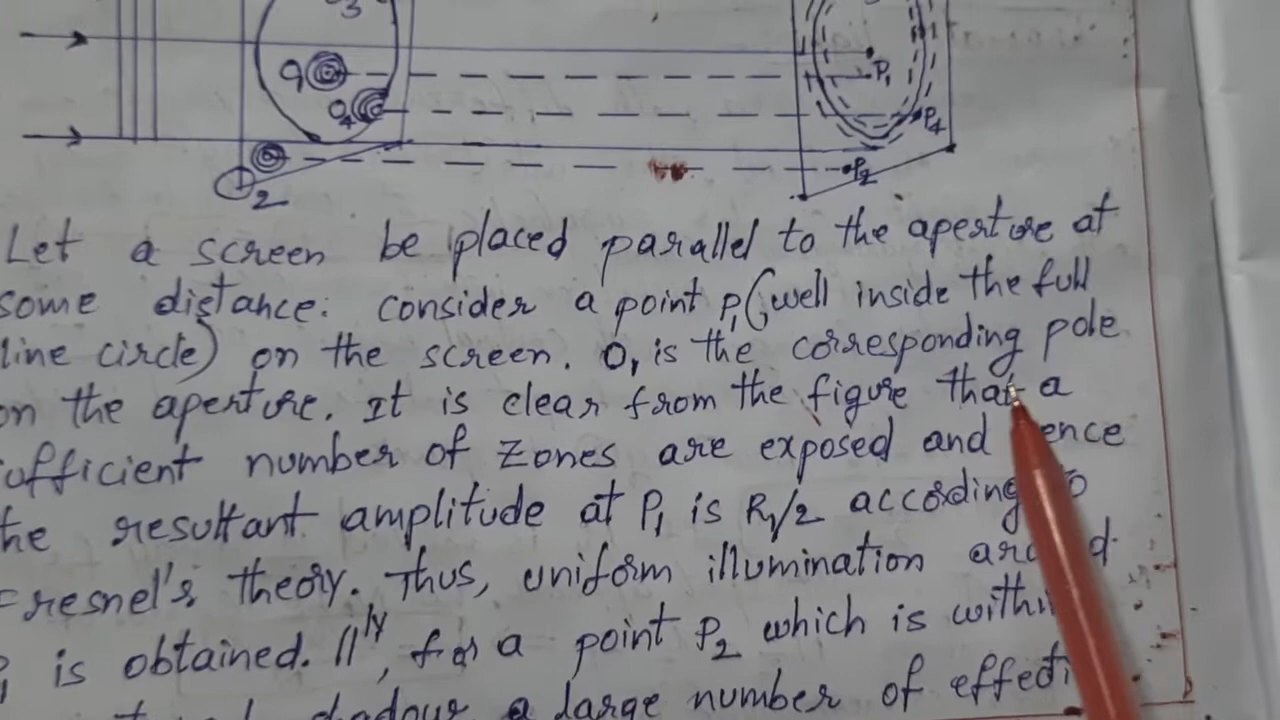 3
9
O4
2
P1
P4
P2
Let a screen be placed parallel to the aperture at
some distance. consider a point P1 (well inside the full
line circle) on the screen. O1 is the corresponding pole
on the aperture. It is clear from the figure that a
sufficient number of zones are exposed and hence
the resultant amplitude at P1 is R1/2 according to
Fresnel's theory. Thus, uniform illumination around
P1 is obtained. 11ly, for a point P2 which is within
shadow, a large number of effecti